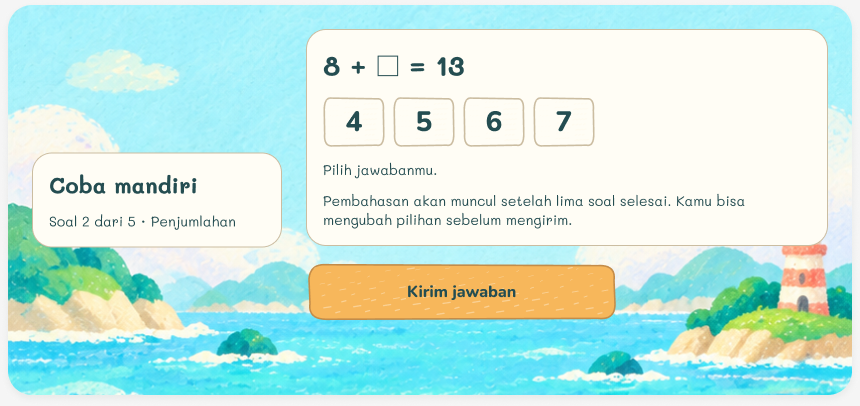 Coba mandiri
Soal 2 dari 5 · Penjumlahan
8 + □ = 13
4 5 6 7
Pilih jawabanmu.
Pembahasan akan muncul setelah lima soal selesai. Kamu bisa
mengubah pilihan sebelum mengirim.
Kirim jawaban